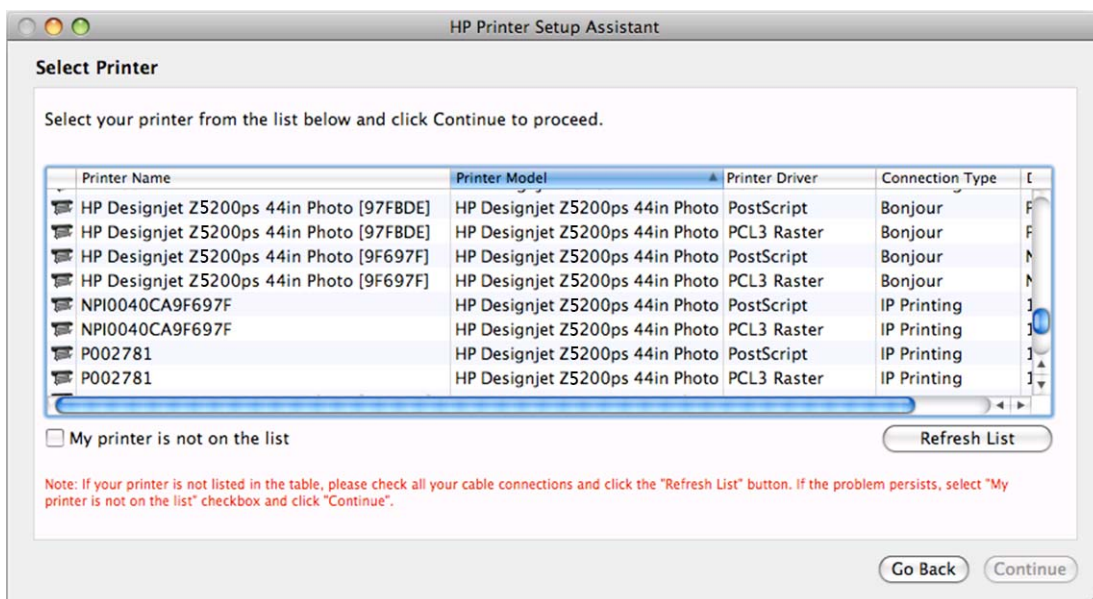 HP Printer Setup Assistant
Select Printer
Select your printer from the list below and click Continue to proceed.
Printer Name Printer Model Printer Driver Connection Type
HP Designjet Z5200ps 44in Photo [97FBDE] HP Designjet Z5200ps 44in Photo PostScript Bonjour
HP Designjet Z5200ps 44in Photo [97FBDE] HP Designjet Z5200ps 44in Photo PCL3 Raster Bonjour
HP Designjet Z5200ps 44in Photo [9F697F] HP Designjet Z5200ps 44in Photo PostScript Bonjour
HP Designjet Z5200ps 44in Photo [9F697F] HP Designjet Z5200ps 44in Photo PCL3 Raster Bonjour
NPI0040CA9F697F HP Designjet Z5200ps 44in Photo PostScript IP Printing
NPI0040CA9F697F HP Designjet Z5200ps 44in Photo PCL3 Raster IP Printing
P002781 HP Designjet Z5200ps 44in Photo PostScript IP Printing
P002781 HP Designjet Z5200ps 44in Photo PCL3 Raster IP Printing
My printer is not on the list Refresh List
Note: If your printer is not listed in the table, please check all your cable connections and click the "Refresh List" button. If the problem persists, select "My
printer is not on the list" checkbox and click "Continue".
Go Back Continue